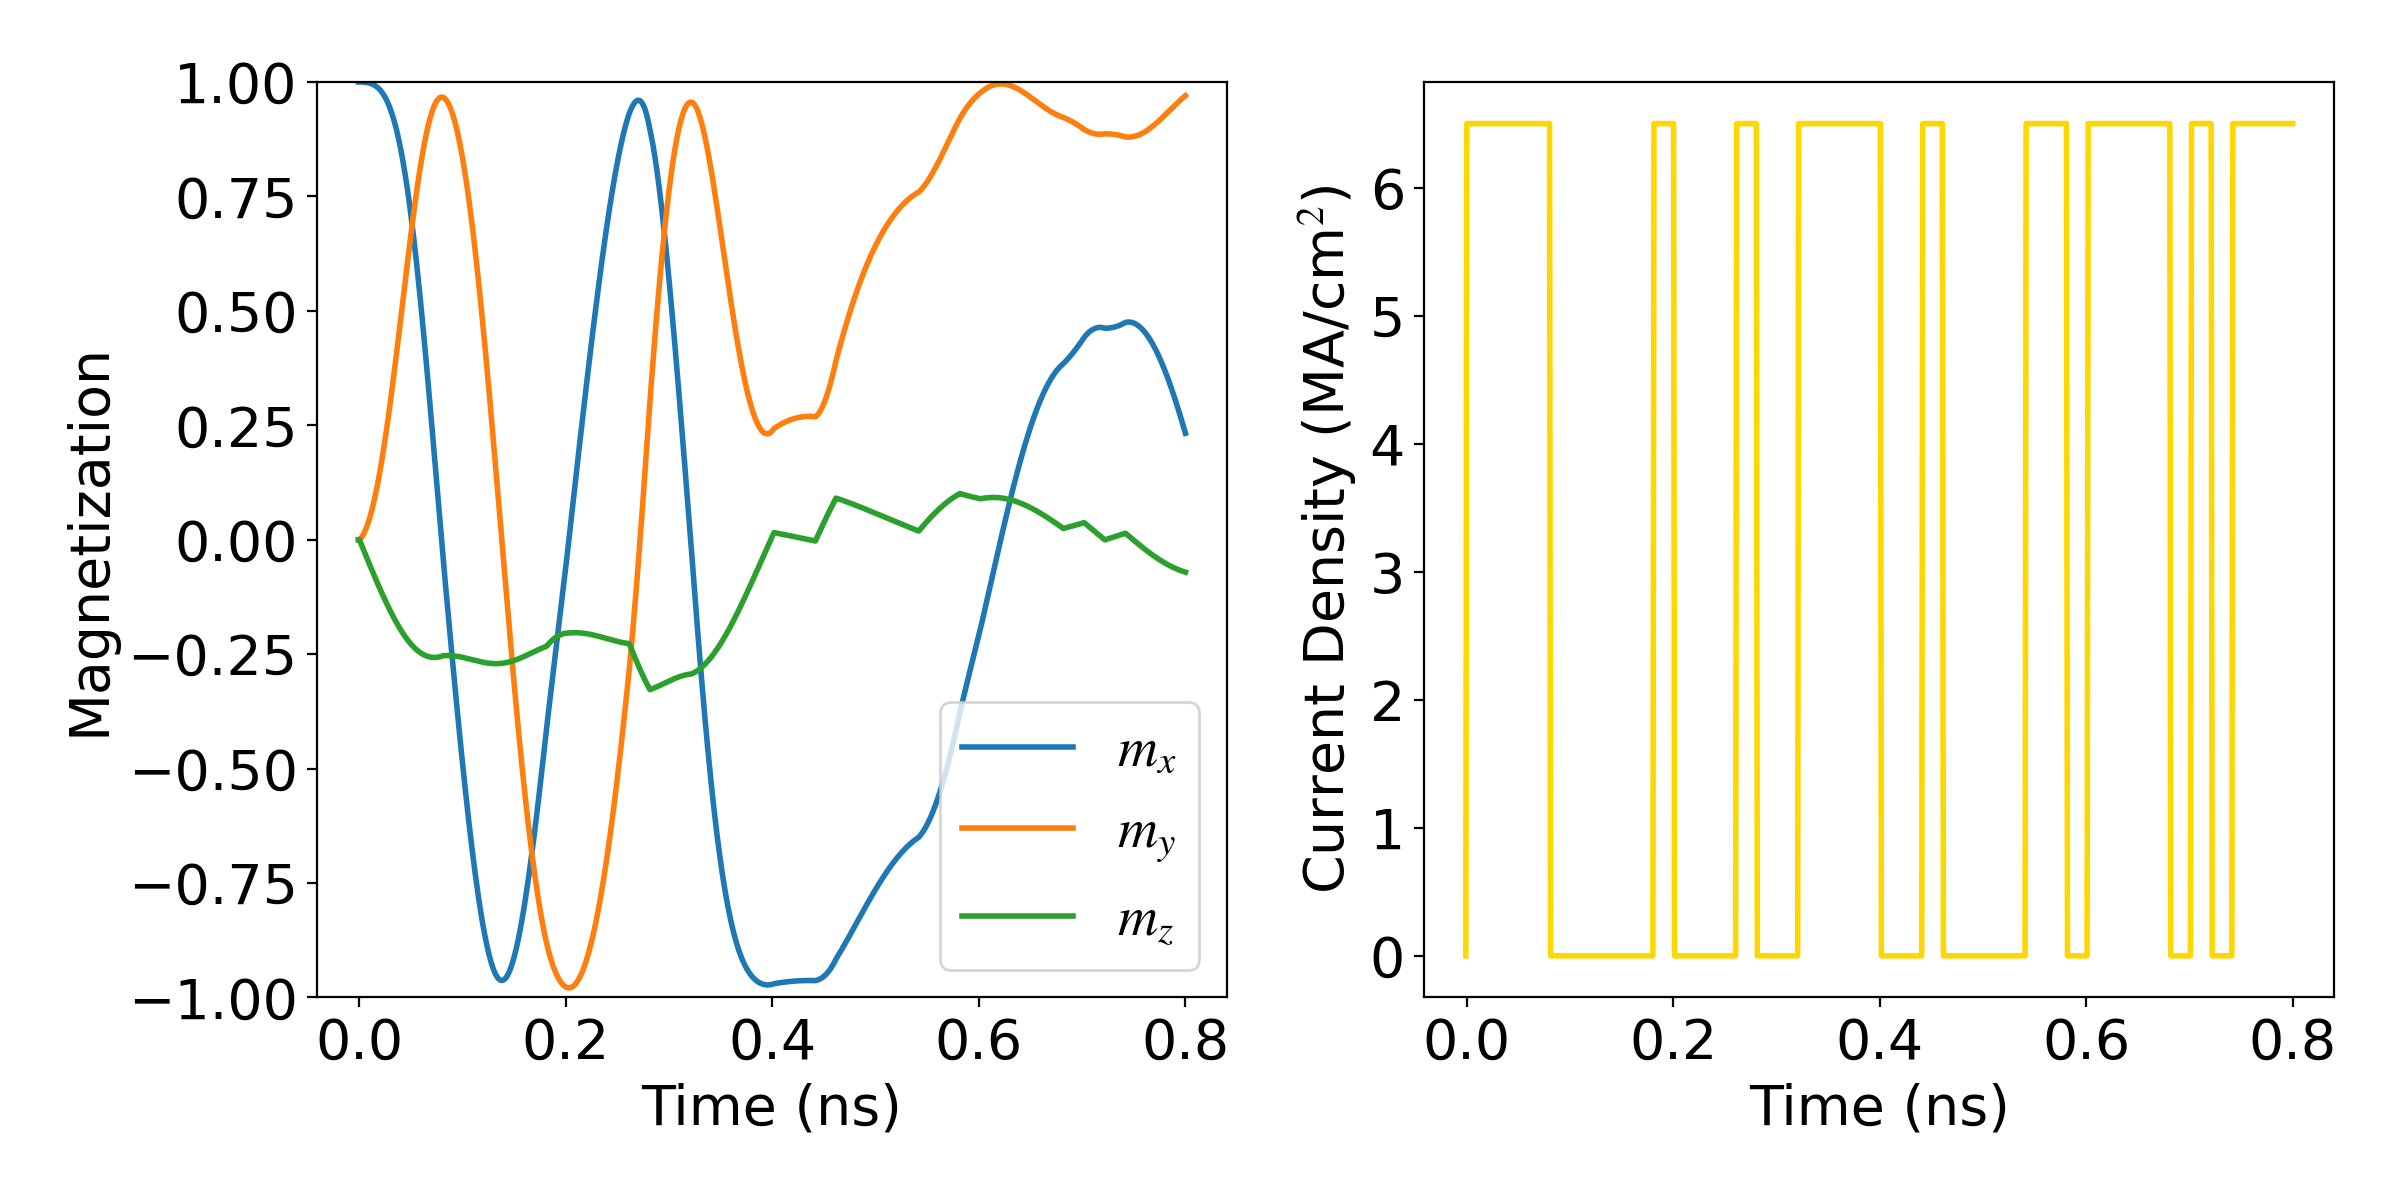 1.00
0.75
0.50
0.25
0.00
−0.25
−0.50
−0.75
−1.00
Magnetization
0.0 0.2 0.4 0.6 0.8
Time (ns)
m_x
m_y
m_z
6
5
4
3
2
1
0
Current Density (MA/cm²)
0.0 0.2 0.4 0.6 0.8
Time (ns)